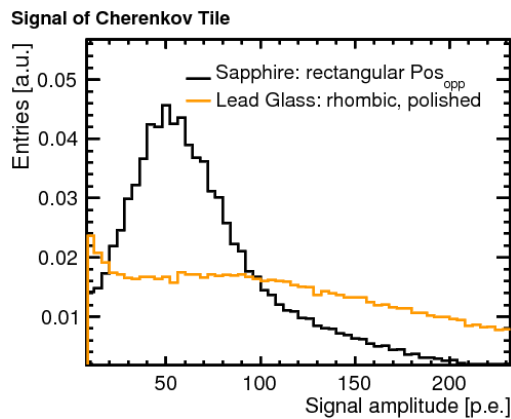 Signal of Cherenkov Tile
Entries [a.u.]
0.05
0.04
0.03
0.02
0.01
Sapphire: rectangular Pos_opp
Lead Glass: rhombic, polished
50 100 150 200
Signal amplitude [p.e.]